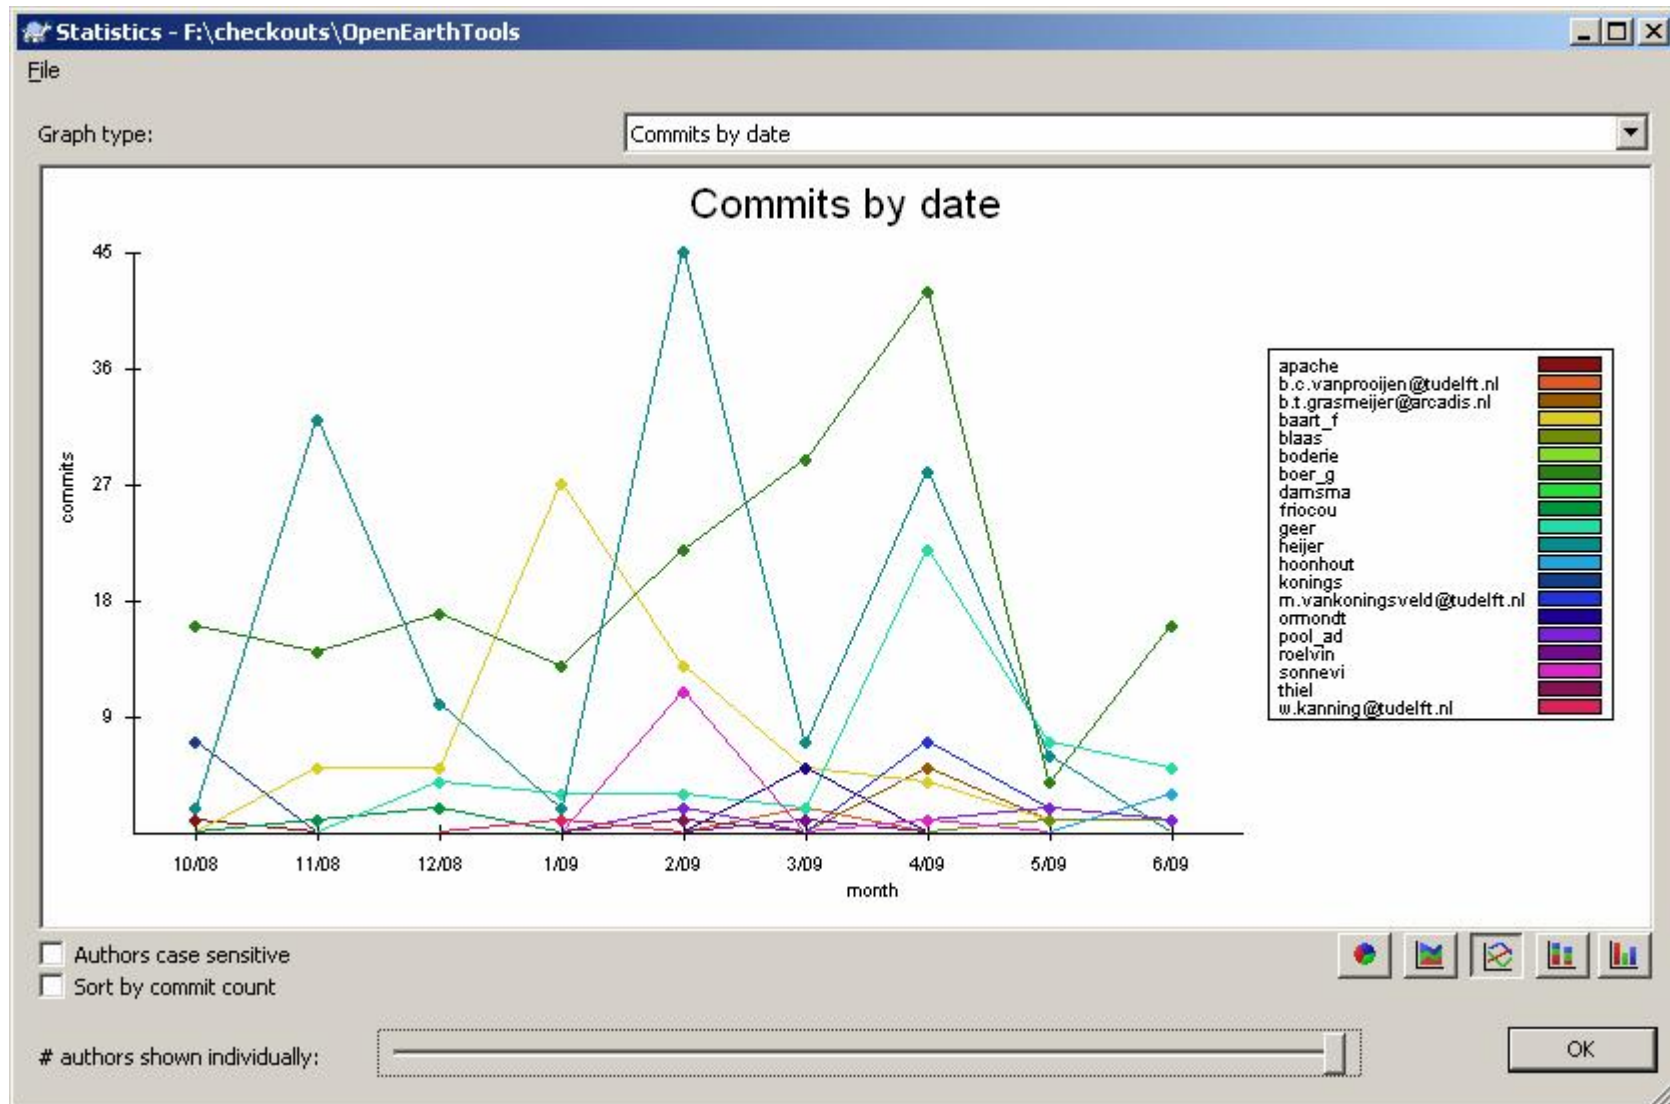 Statistics - F:\checkouts\OpenEarthTools
File
Graph type:
Commits by date
Commits by date
45
36
27
18
9
commits
10/08 11/08 12/08 1/09 2/09 3/09 4/09 5/09 6/09
month
apache
b.c.vanprooijen@tudelft.nl
b.t.grasmeijer@arcadis.nl
baart_f
blaas
boderie
boer_g
damsma
friocou
geer
heijer
hoonhout
konings
m.vankoningsveld@tudelft.nl
ormondt
pool_ad
roelvin
sonnevi
thiel
w.kanning@tudelft.nl
Authors case sensitive
Sort by commit count
# authors shown individually:
OK